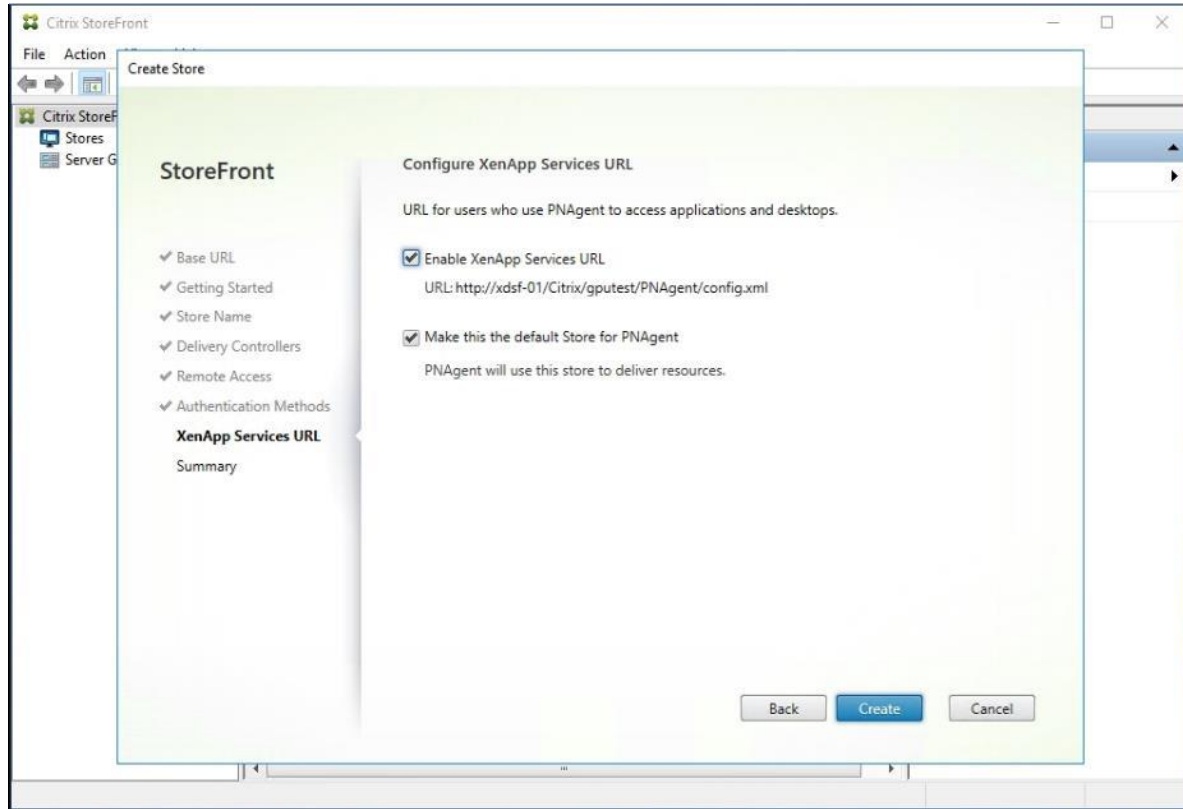 Citrix StoreFront
File Action
Create Store
Citrix StoreF
Stores
Server G
StoreFront
Base URL
Getting Started
Store Name
Delivery Controllers
Remote Access
Authentication Methods
XenApp Services URL
Summary
Configure XenApp Services URL
URL for users who use PNAgent to access applications and desktops.
Enable XenApp Services URL
URL: http://xdsf-01/Citrix/gputest/PNAgent/config.xml
Make this the default Store for PNAgent
PNAgent will use this store to deliver resources.
Back Create Cancel